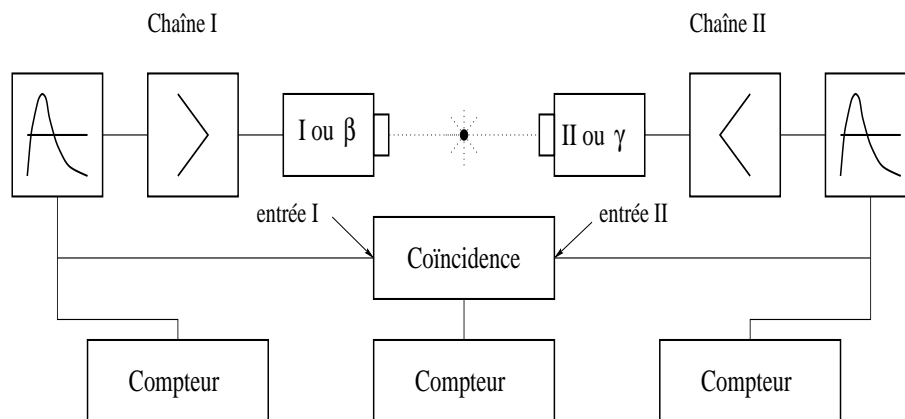 Chaîne I
Chaîne II
I ou β
II ou γ
entrée I
entrée II
Coïncidence
Compteur
Compteur
Compteur